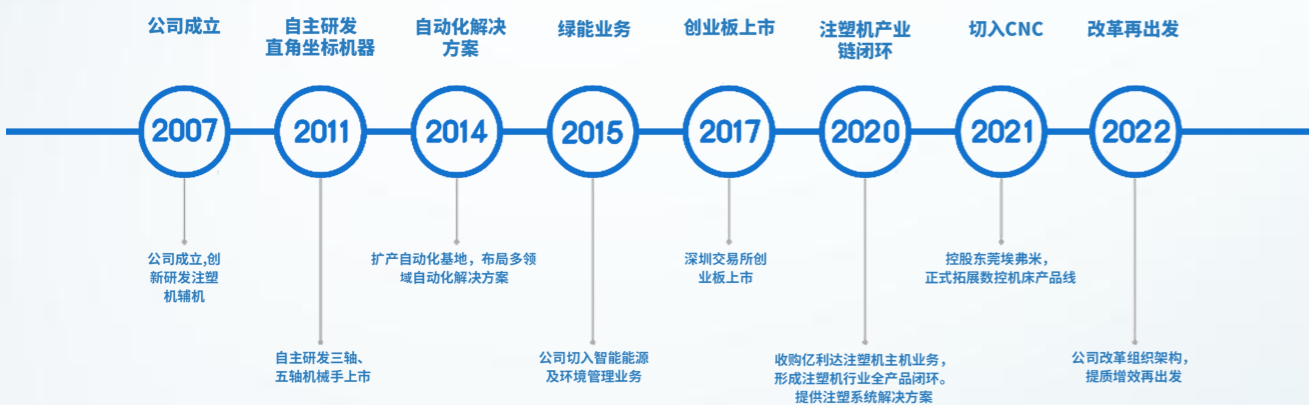 公司成立
自主研发
直角坐标机器
自动化解决
方案
绿能业务
创业板上市
注塑机产业
链闭环
切入CNC
改革再出发
2007
2011
2014
2015
2017
2020
2021
2022
公司成立,创
新研发注塑
机辅机
扩产自动化基地，布局多领
域自动化解决方案
深圳交易所创
业板上市
控股东莞埃弗米，
正式拓展数控机床产品线
自主研发三轴、
五轴机械手上市
公司切入智能能源
及环境管理业务
收购亿利达注塑机主机业务，
形成注塑机行业全产品闭环。
提供注塑系统解决方案
公司改革组织架构，
提质增效再出发